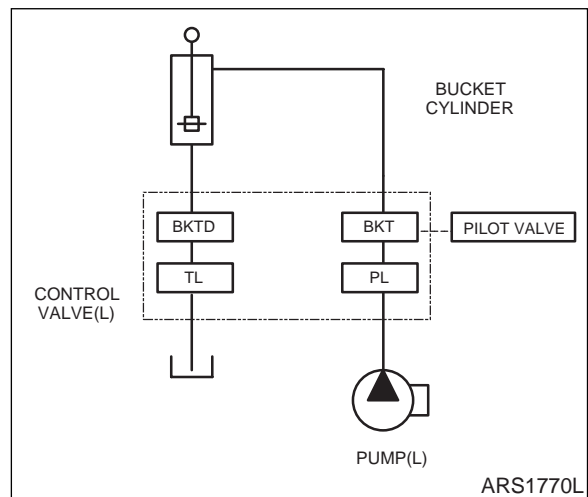 BUCKET
CYLINDER
BKTD
BKT
PILOT VALVE
TL
PL
CONTROL
VALVE(L)
PUMP(L)
ARS1770L